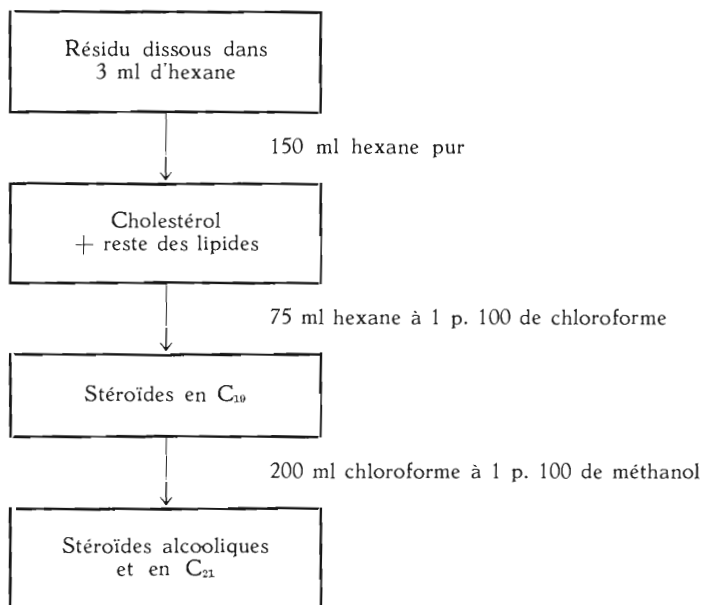 Résidu dissous dans
3 ml d'hexane
150 ml hexane pur
Cholestérol
+ reste des lipides
75 ml hexane à 1 p. 100 de chloroforme
Stéroïdes en C₁₉
200 ml chloroforme à 1 p. 100 de méthanol
Stéroïdes alcooliques
et en C₂₁